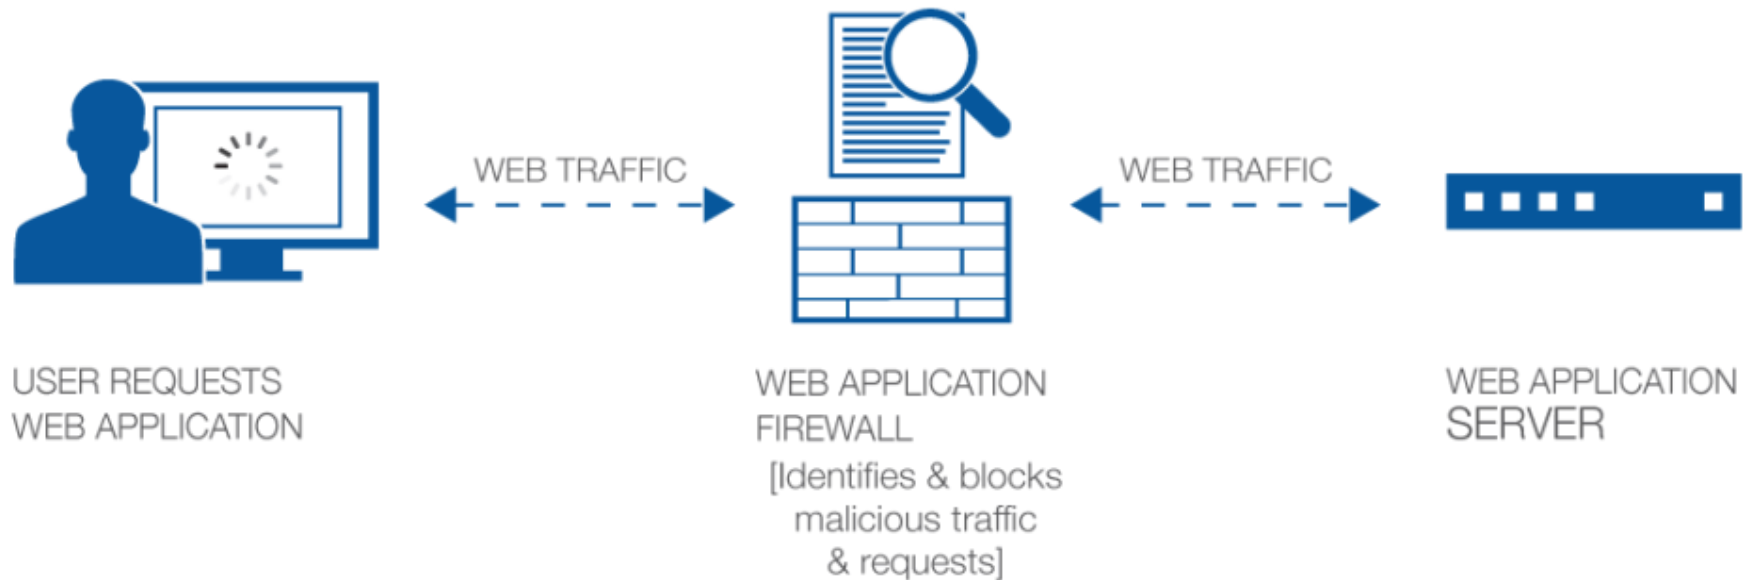 WEB TRAFFIC
WEB TRAFFIC
USER REQUESTS
WEB APPLICATION
WEB APPLICATION
FIREWALL
[Identifies & blocks
malicious traffic
& requests]
WEB APPLICATION
SERVER